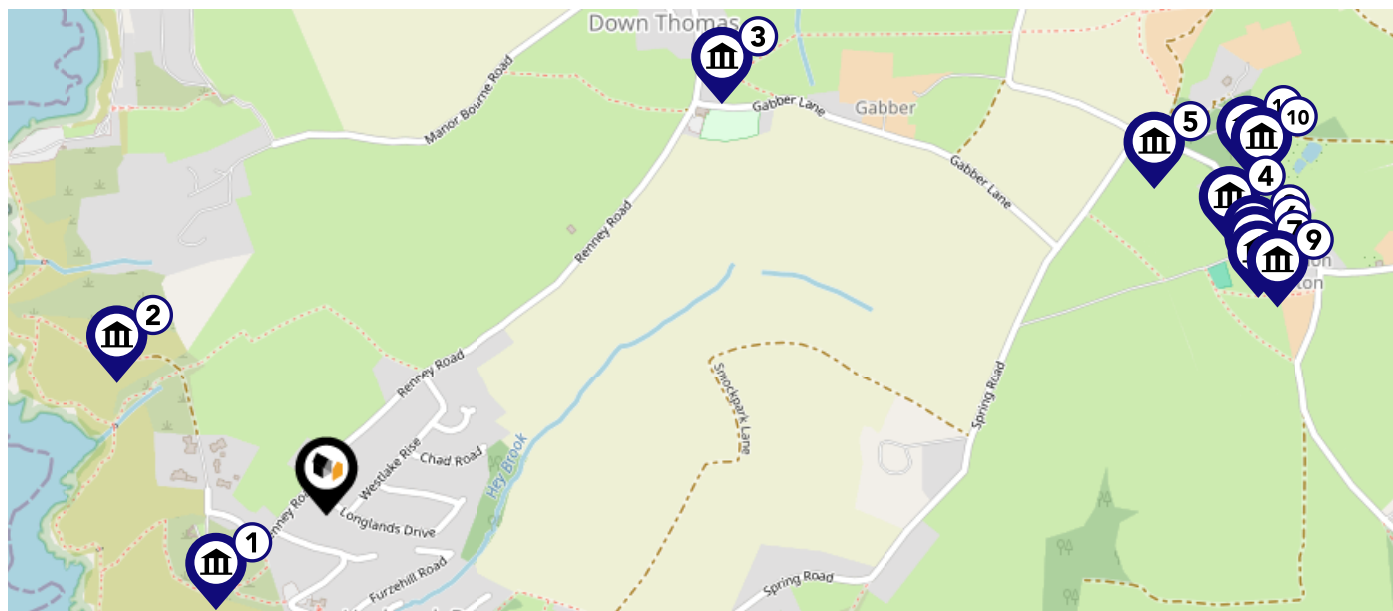 Down Thomas
3
Manor Bourne Road
Gabber Lane
Gabber
5
10
4
Gabber Lane
Renney Road
7
9
2
Renney Road
Smockpark Lane
Spring Road
Westlake Rise
Chad Road
Hey Brook
Longlands Drive
1
Furzehill Road
Spring Road